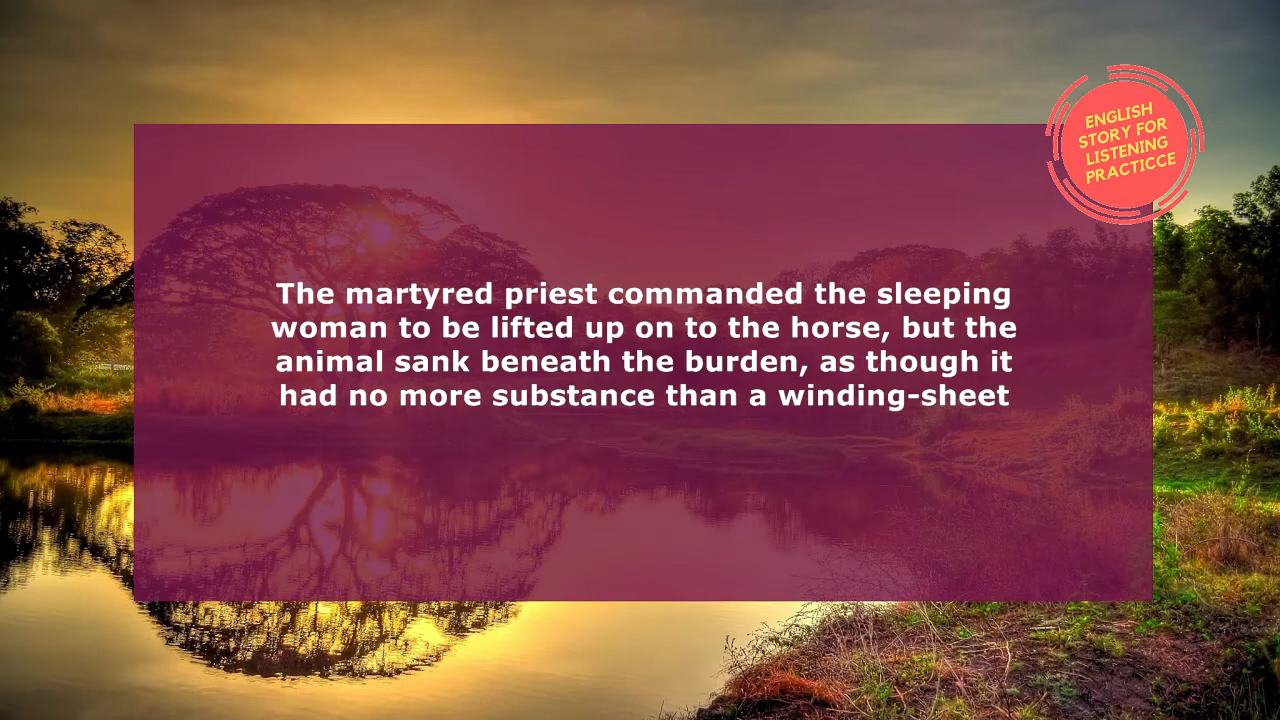 ENGLISH
STORY FOR
LISTENING
PRACTICCE
The martyred priest commanded the sleeping
woman to be lifted up on to the horse, but the
animal sank beneath the burden, as though it
had no more substance than a winding-sheet